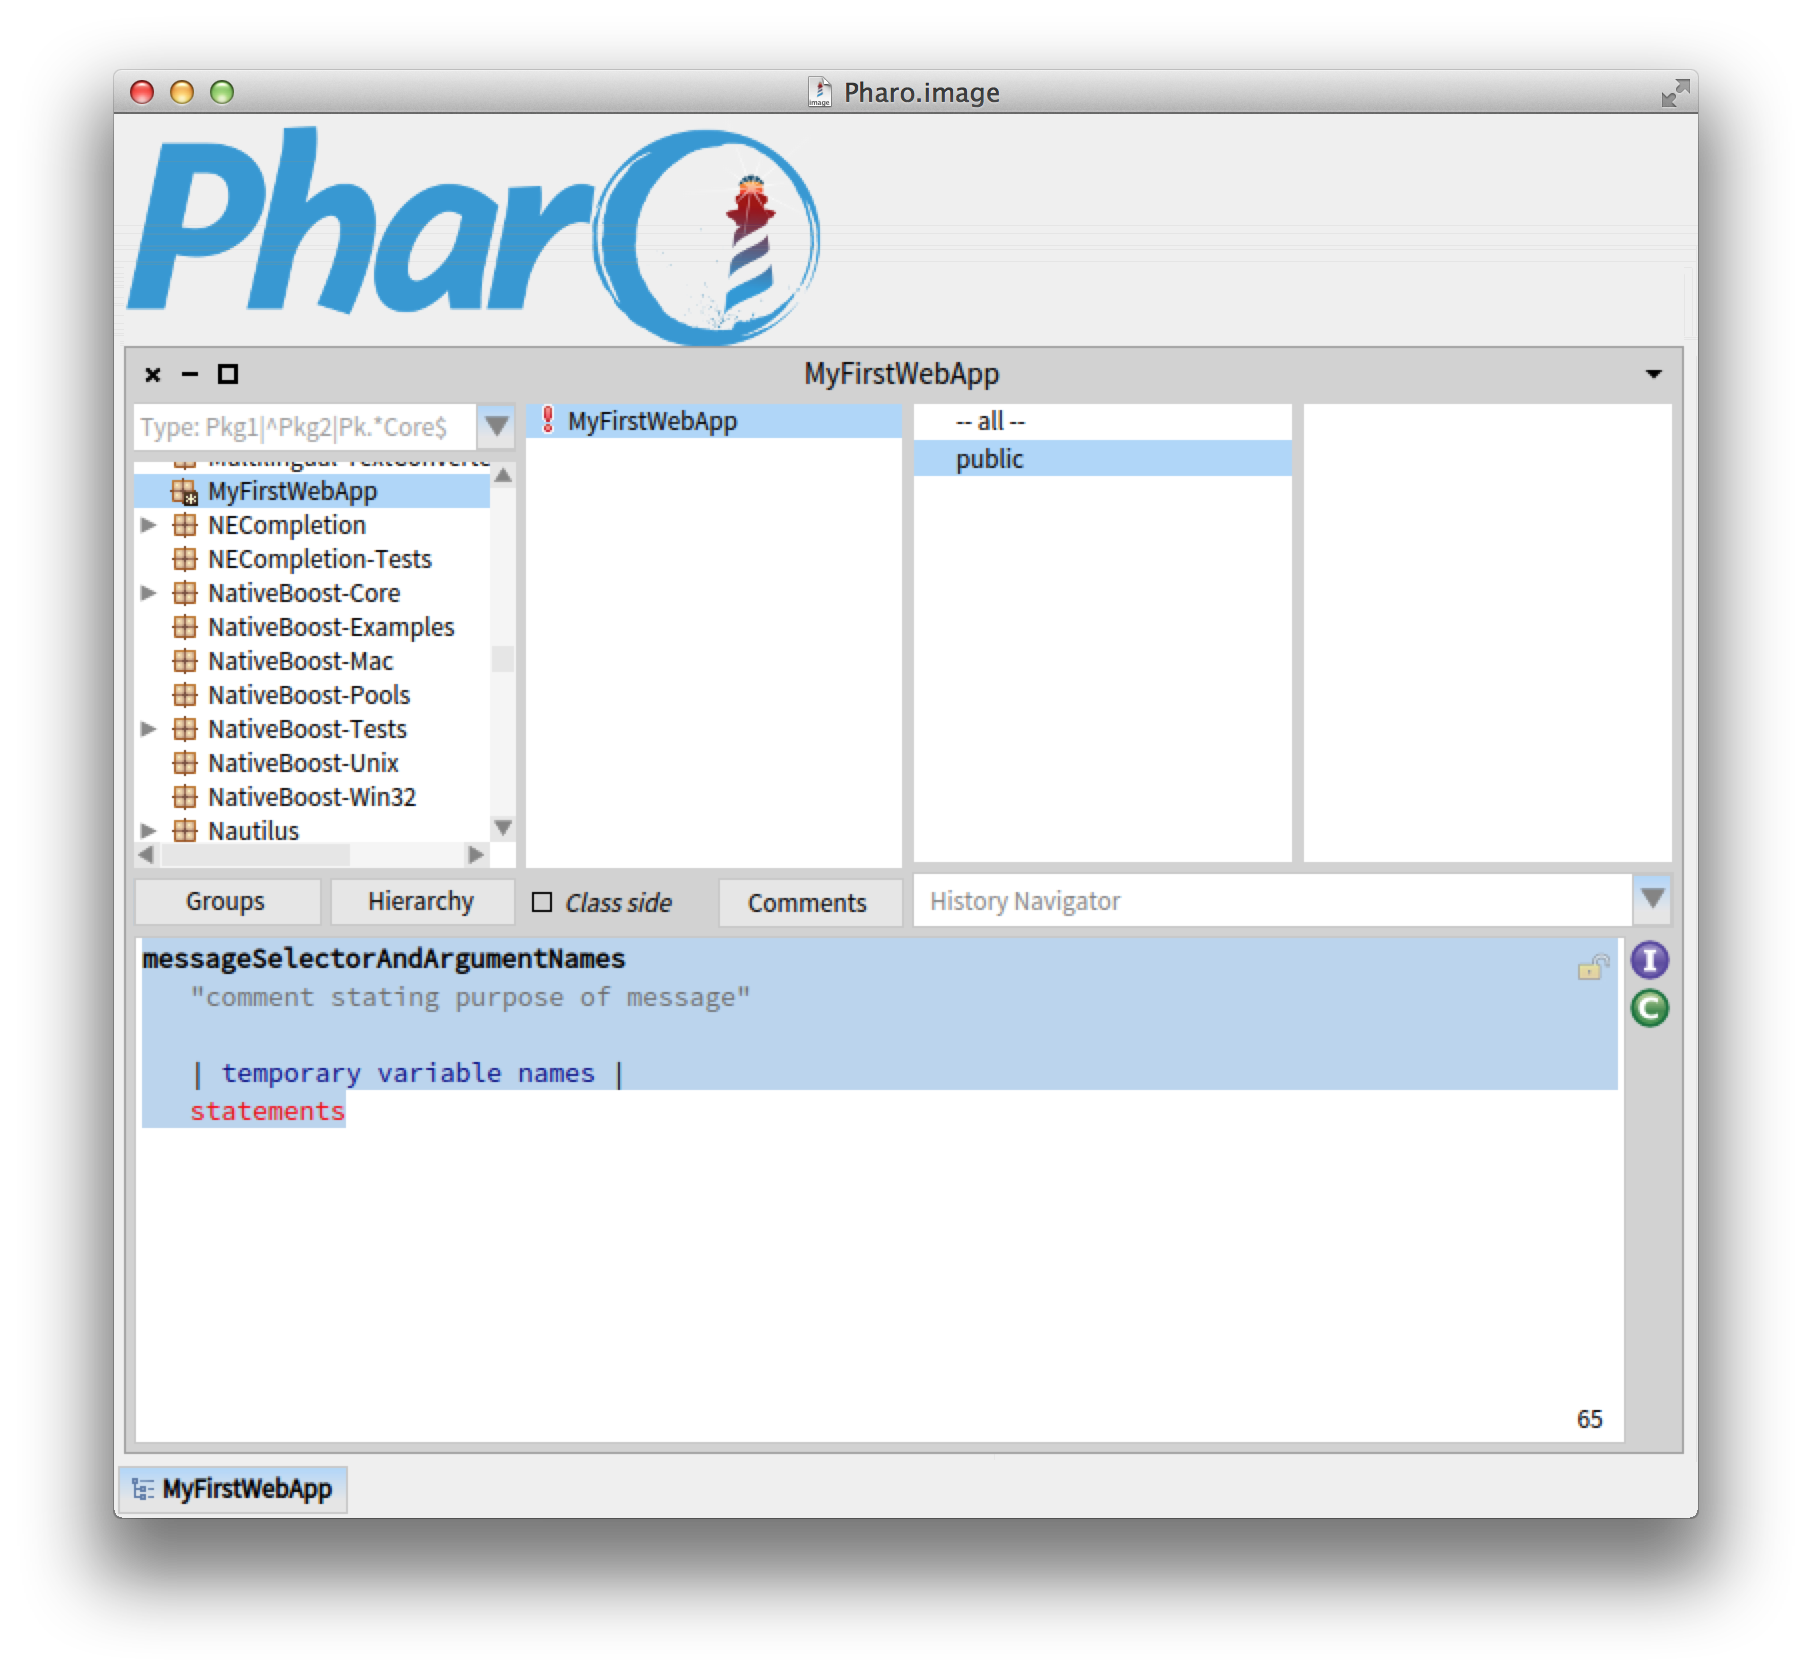 Pharo.image
Pharo
MyFirstWebApp
Type: Pkg1|^Pkg2|Pk.*Core$
Multilingual-TextConverte
MyFirstWebApp
NECompletion
NECompletion-Tests
NativeBoost-Core
NativeBoost-Examples
NativeBoost-Mac
NativeBoost-Pools
NativeBoost-Tests
NativeBoost-Unix
NativeBoost-Win32
Nautilus
MyFirstWebApp
-- all --
public
Groups
Hierarchy
Class side
Comments
History Navigator
messageSelectorAndArgumentNames
"comment stating purpose of message"
| temporary variable names |
statements
I
C
65
MyFirstWebApp